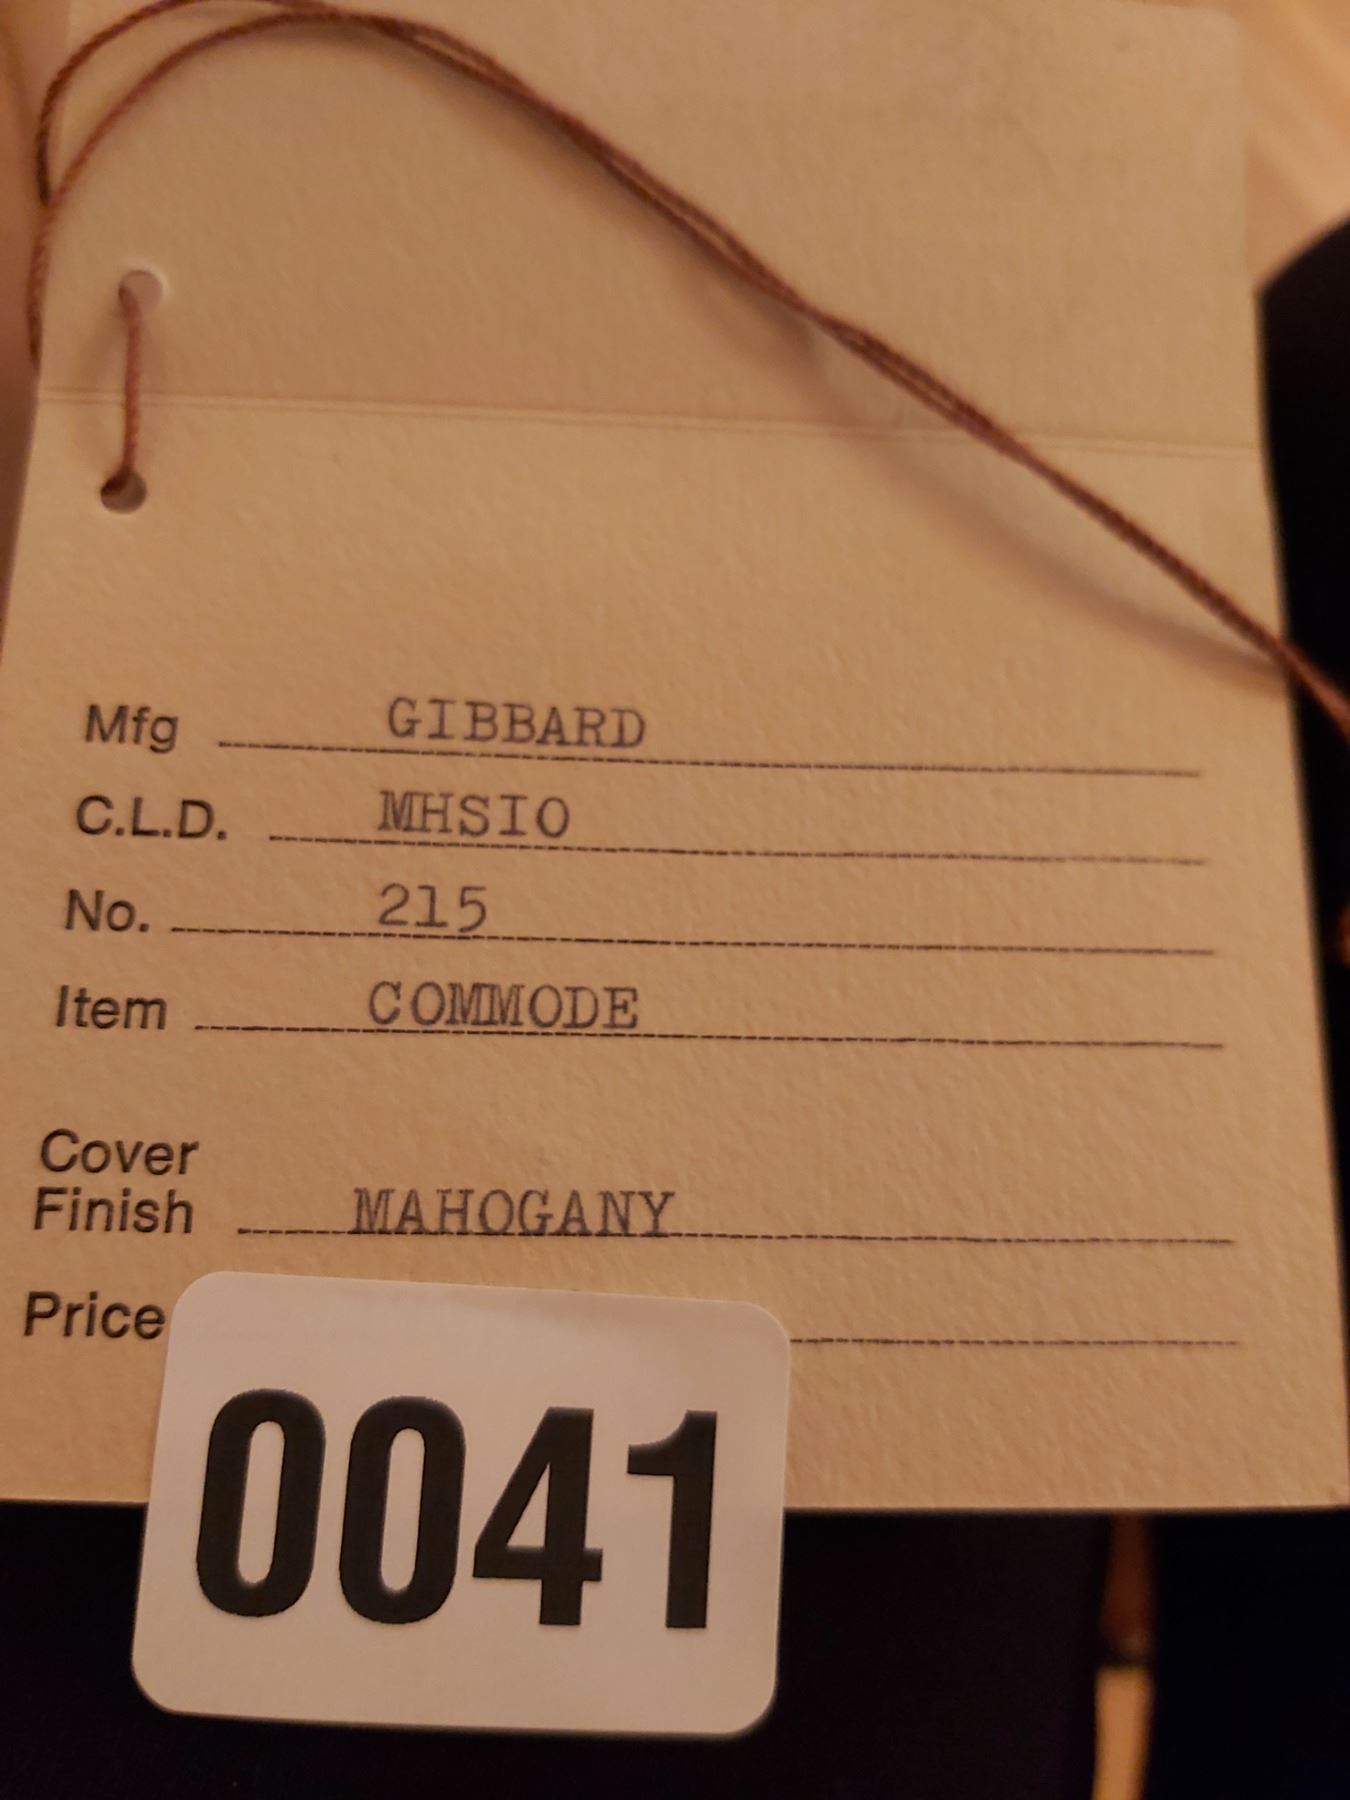 Mfg GIBBARD
C.L.D. MHSIO
No. 215
Item COMMODE
Cover
Finish MAHOGANY
Price
0041